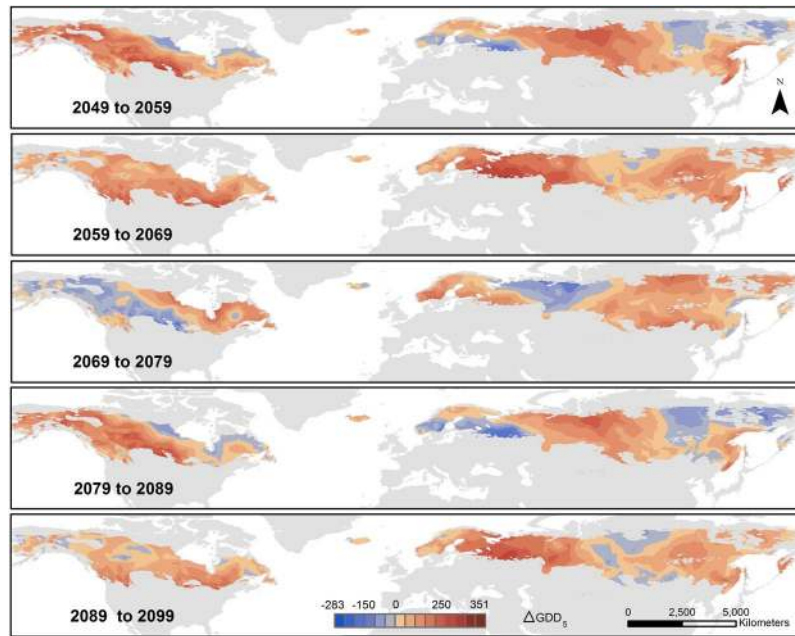 N
2049 to 2059
2059 to 2069
2069 to 2079
2079 to 2089
2089 to 2099
-283 -150 0 250 351
△GDD₅
0 2,500 5,000
Kilometers